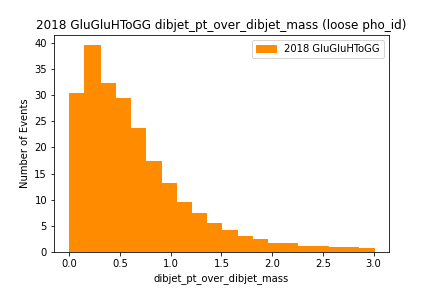 2018 GluGluHToGG dibjet_pt_over_dibjet_mass (loose pho_id)
2018 GluGluHToGG
Number of Events
40
35
30
25
20
15
10
5
0
0.0 0.5 1.0 1.5 2.0 2.5 3.0
dibjet_pt_over_dibjet_mass